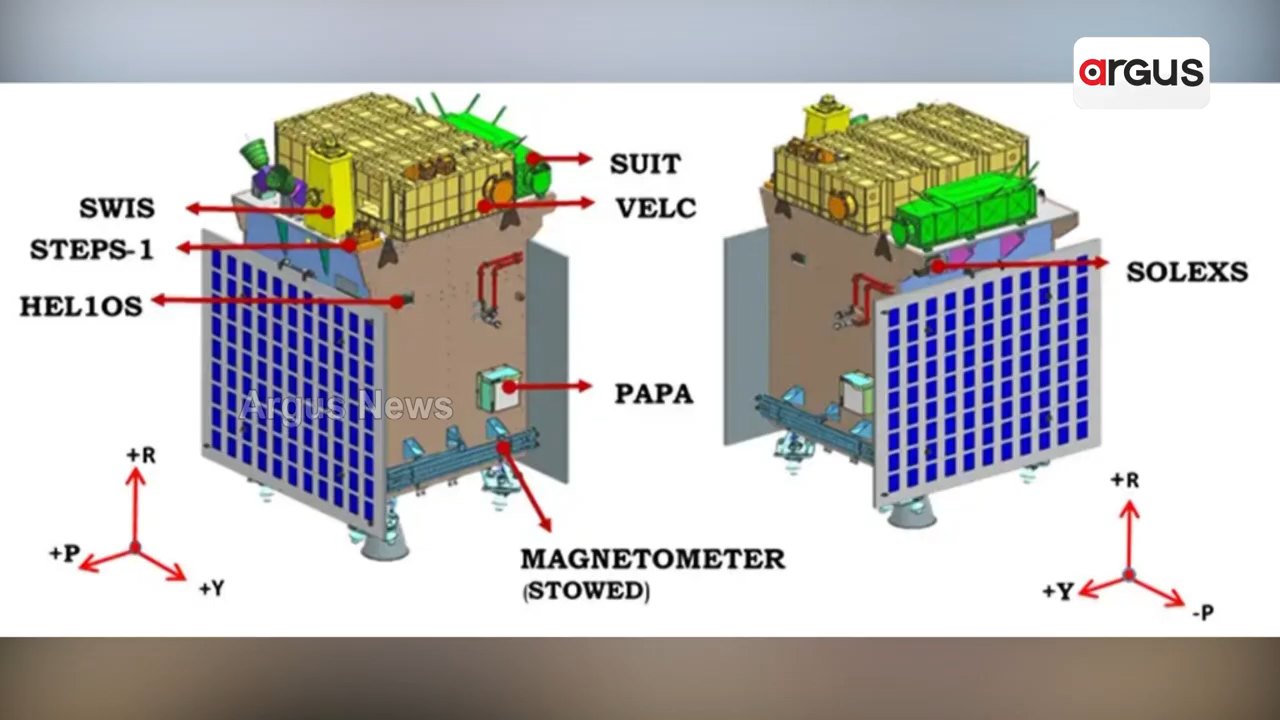 argus
SUIT
SWIS
VELC
STEPS-1
SOLEXS
HEL1OS
PAPA
Argus News
+R
+P
+Y
MAGNETOMETER
(STOWED)
+R
+Y
-P